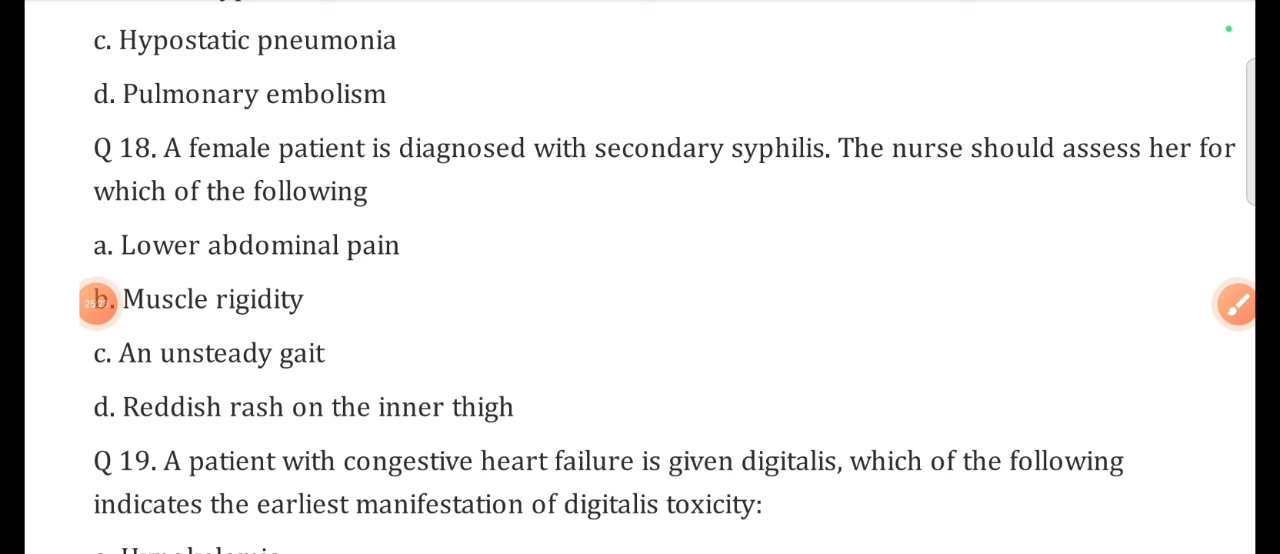 c. Hypostatic pneumonia
d. Pulmonary embolism
Q 18. A female patient is diagnosed with secondary syphilis. The nurse should assess her for
which of the following
a. Lower abdominal pain
b. Muscle rigidity
c. An unsteady gait
d. Reddish rash on the inner thigh
Q 19. A patient with congestive heart failure is given digitalis, which of the following
indicates the earliest manifestation of digitalis toxicity: